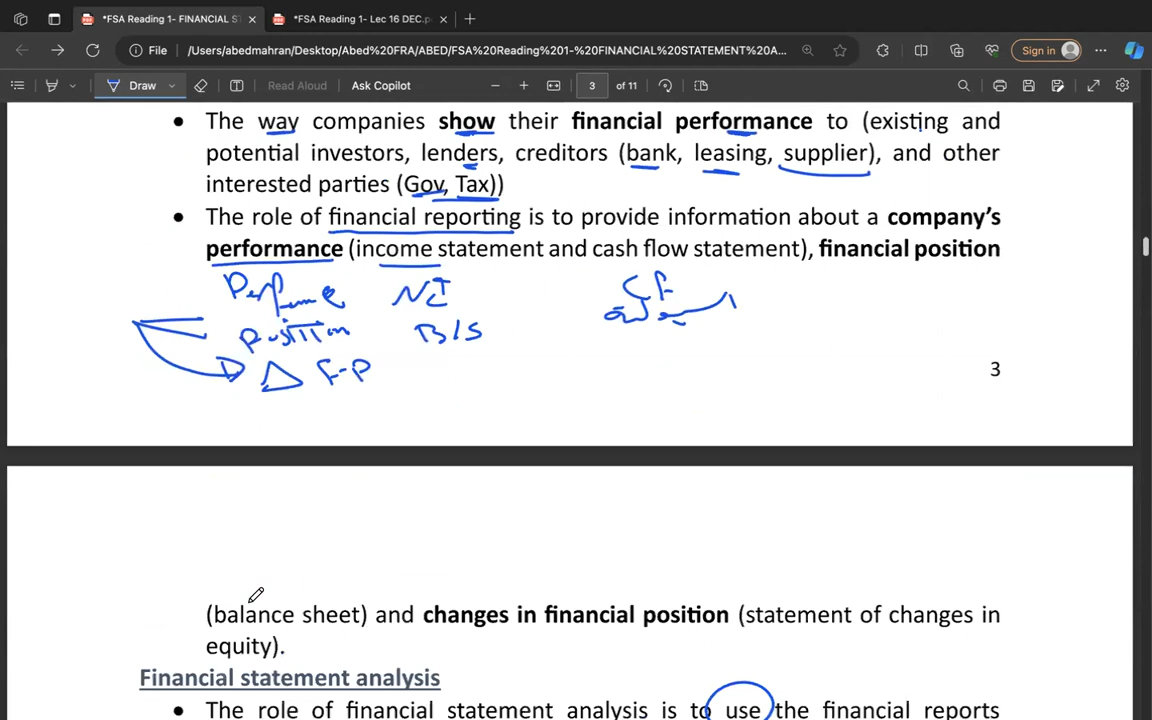 *FSA Reading 1- FINANCIAL S
*FSA Reading 1- Lec 16 DEC.p
File
/Users/abedmahran/Desktop/Abed%20FRA/ABED/FSA%20Reading%201-%20FINANCIAL%20STATEMENT%20A...
Sign in
Draw
Read Aloud
Ask Copilot
3
of 11
• The way companies show their financial performance to (existing and
potential investors, lenders, creditors (bank, leasing, supplier), and other
interested parties (Gov, Tax))
• The role of financial reporting is to provide information about a company's
performance (income statement and cash flow statement), financial position
NI
CF
Position B/S
Δ F-P
3
(balance sheet) and changes in financial position (statement of changes in
equity).
Financial statement analysis
• The role of financial statement analysis is to use the financial reports